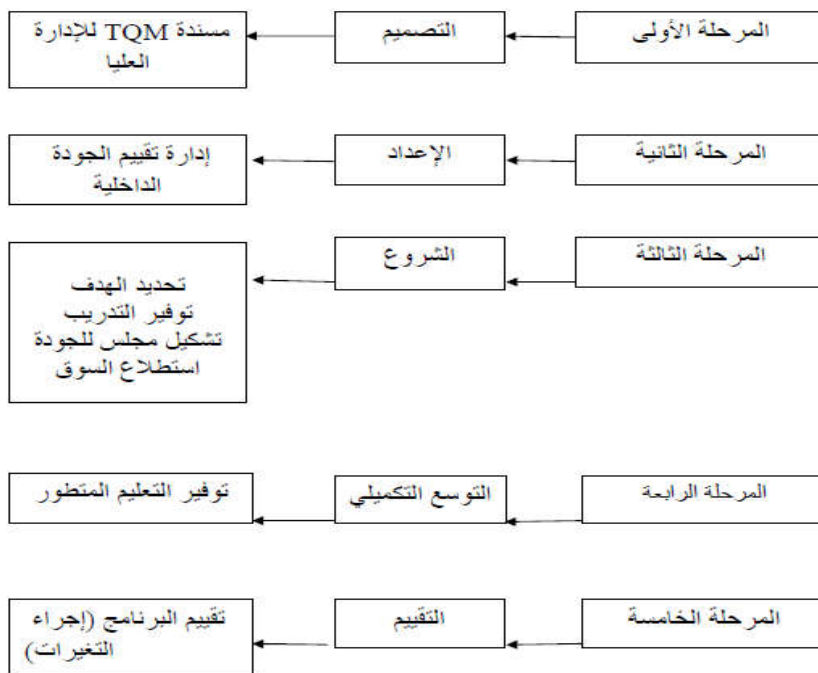 المرحلة الأولى
التصميم
مسندة TQM للإدارة
العليا
المرحلة الثانية
الإعداد
إدارة تقييم الجودة
الداخلية
المرحلة الثالثة
الشروع
تحديد الهدف
توفير التدريب
تشكيل مجلس للجودة
استطلاع السوق
المرحلة الرابعة
التوسع التكميلي
توفير التعليم المتطور
المرحلة الخامسة
التقييم
تقييم البرنامج (إجراء
التغيرات)